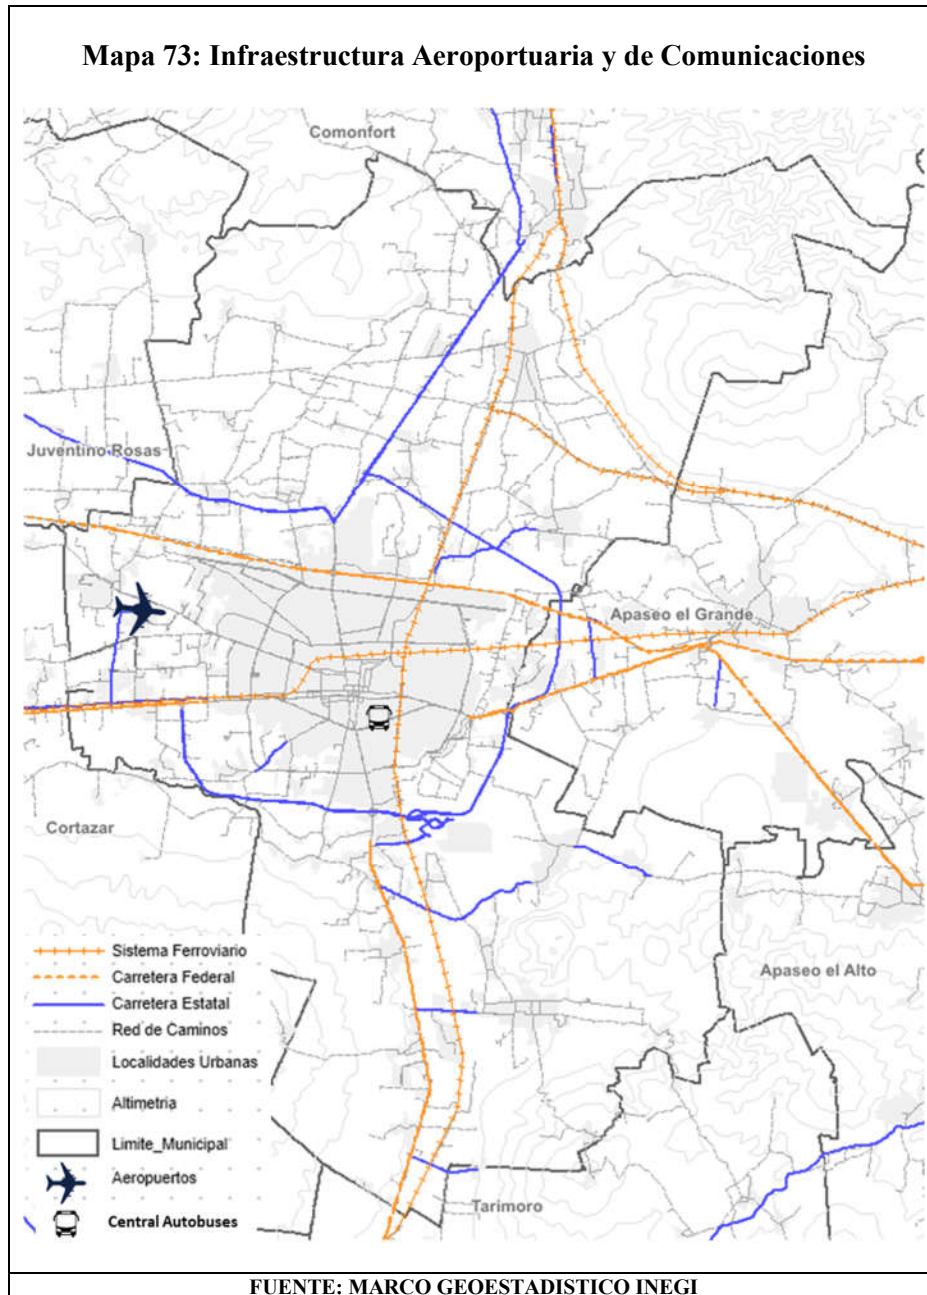 Mapa 73: Infraestructura Aeroportuaria y de Comunicaciones
Comonfort
Juventino Rosas
Apaseo el Grande
Cortazar
Sistema Ferroviario
Carretera Federal
Apaseo el Alto
Carretera Estatal
Red de Caminos
Localidades Urbanas
Altimetria
Limite_Municipal
Aeropuertos
Tarimoro
Central Autobuses
FUENTE: MARCO GEOESTADISTICO INEGI